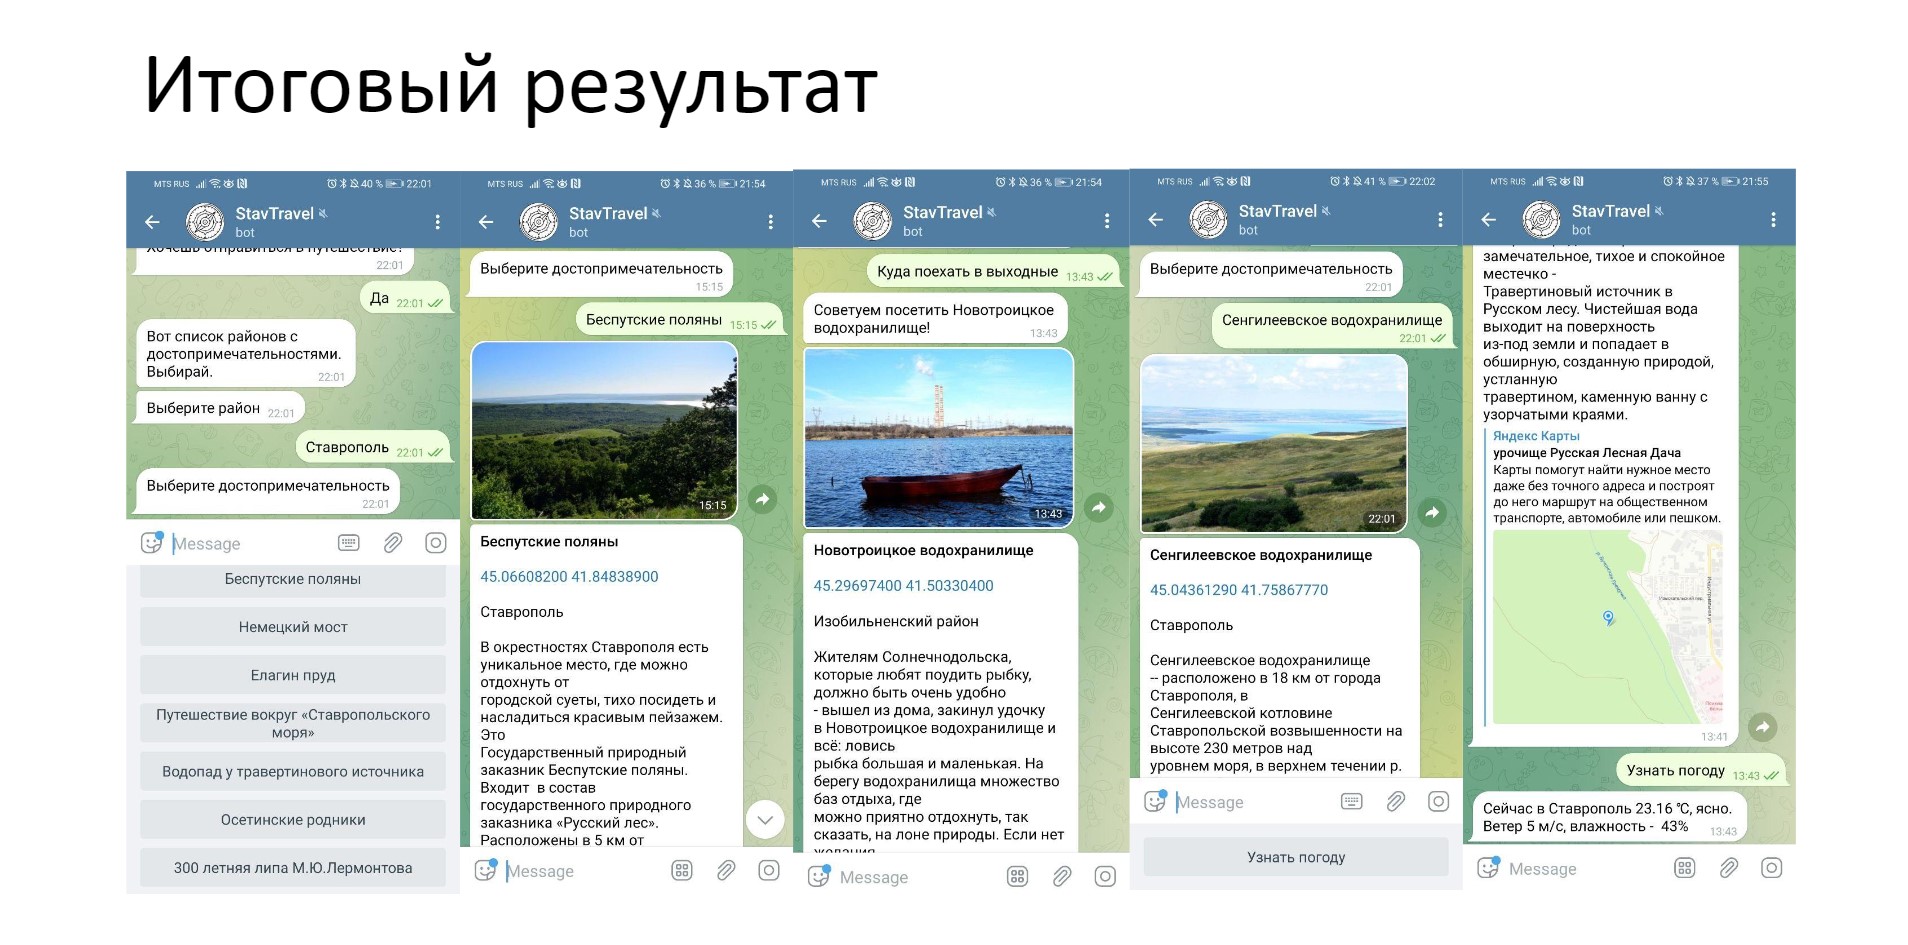 Итоговый результат
MTS RUS 40 % 22:01
StavTravel
bot
Хочешь отправиться в путешествие?
22:01
Да 22:01
Вот список районов с
достопримечательностями.
Выбирай. 22:01
Выберите район 22:01
Ставрополь 22:01
Выберите достопримечательность
22:01
Message
Беспутские поляны
Немецкий мост
Елагин пруд
Путешествие вокруг «Ставропольского
моря»
Водопад у травертинового источника
Осетинские родники
300 летняя липа М.Ю.Лермонтова
MTS RUS 36 % 21:54
StavTravel
bot
Выберите достопримечательность
15:15
Беспутские поляны 15:15
15:15
Беспутские поляны
45.06608200 41.84838900
Ставрополь
В окрестностях Ставрополя есть
уникальное место, где можно
отдохнуть от
городской суеты, тихо посидеть и
насладиться красивым пейзажем.
Это
Государственный природный
заказник Беспутские поляны.
Входит в состав
государственного природного
заказника «Русский лес».
Расположены в 5 км от
Message
MTS RUS 36 % 21:54
StavTravel
bot
Куда поехать в выходные 13:43
Советуем посетить Новотроицкое
водохранилище! 13:43
13:43
Новотроицкое водохранилище
45.29697400 41.50330400
Изобильненский район
Жителям Солнечнодольска,
которые любят поудить рыбку,
должно быть очень удобно
- вышел из дома, закинул удочку
в Новотроицкое водохранилище и
всё: ловись
рыбка большая и маленькая. На
берегу водохранилища множество
баз отдыха, где
можно приятно отдохнуть, так
сказать, на лоне природы. Если нет
желания
Message
MTS RUS 41 % 22:02
StavTravel
bot
Выберите достопримечательность
22:01
Сенгилеевское водохранилище
22:01
22:01
Сенгилеевское водохранилище
45.04361290 41.75867770
Ставрополь
Сенгилеевское водохранилище
-- расположено в 18 км от города
Ставрополя, в
Сенгилеевской котловине
Ставропольской возвышенности на
высоте 230 метров над
уровнем моря, в верхнем течении р.
Message
Узнать погоду
MTS RUS 37 % 21:55
StavTravel
bot
замечательное, тихое и спокойное
местечко -
Травертиновый источник в
Русском лесу. Чистейшая вода
выходит на поверхность
из-под земли и попадает в
обширную, созданную природой,
устланную
травертином, каменную ванну с
узорчатыми краями.
Яндекс Карты
урочище Русская Лесная Дача
Карты помогут найти нужное место
даже без точного адреса и построят
до него маршрут на общественном
транспорте, автомобиле или пешком.
13:41
Узнать погоду 13:43
Сейчас в Ставрополь 23.16 ℃, ясно.
Ветер 5 м/с, влажность - 43% 13:43
Message